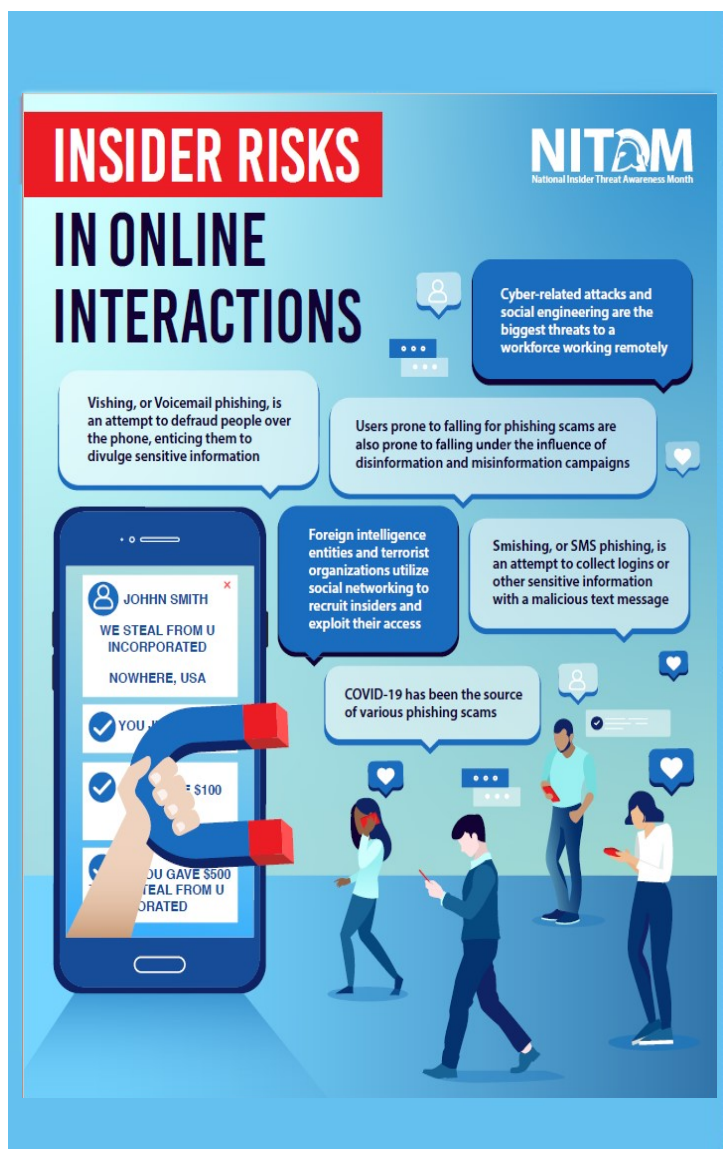 INSIDER RISKS
IN ONLINE
INTERACTIONS
NITAM
National Insider Threat Awareness Month
Cyber-related attacks and
social engineering are the
biggest threats to a
workforce working remotely
Vishing, or Voicemail phishing, is
an attempt to defraud people over
the phone, enticing them to
divulge sensitive information
Users prone to falling for phishing scams are
also prone to falling under the influence of
disinformation and misinformation campaigns
Foreign intelligence
entities and terrorist
organizations utilize
social networking to
recruit insiders and
exploit their access
Smishing, or SMS phishing, is
an attempt to collect logins or
other sensitive information
with a malicious text message
COVID-19 has been the source
of various phishing scams
JOHHN SMITH
WE STEAL FROM U
INCORPORATED
NOWHERE, USA
YOU
$100
GAVE $500
FROM U